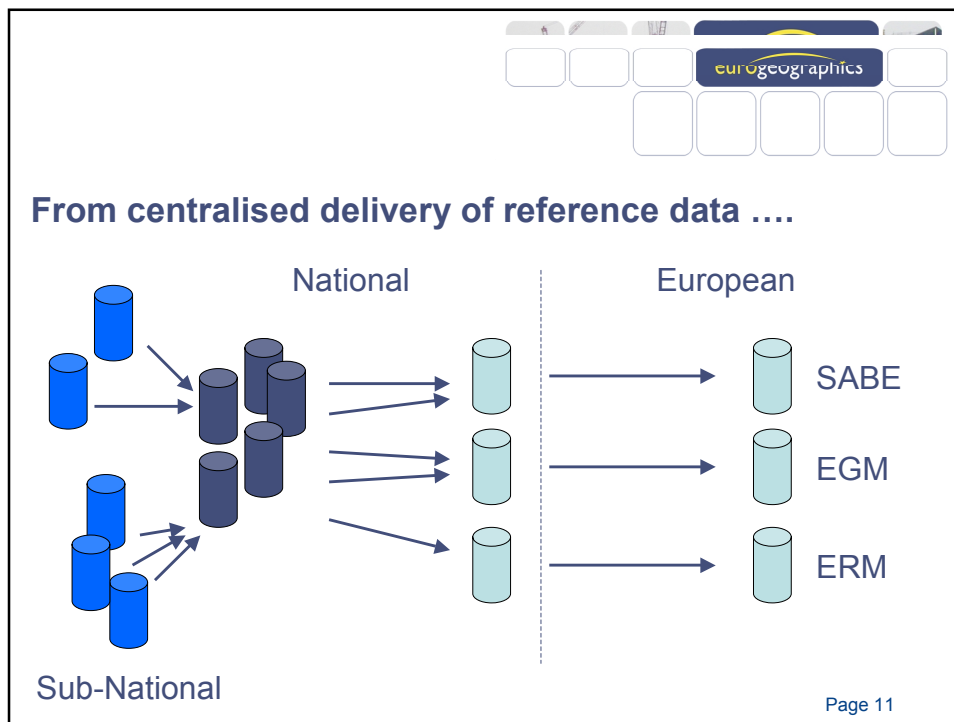 eurogeographics
From centralised delivery of reference data ....
National
European
SABE
EGM
ERM
Sub-National
Page 11